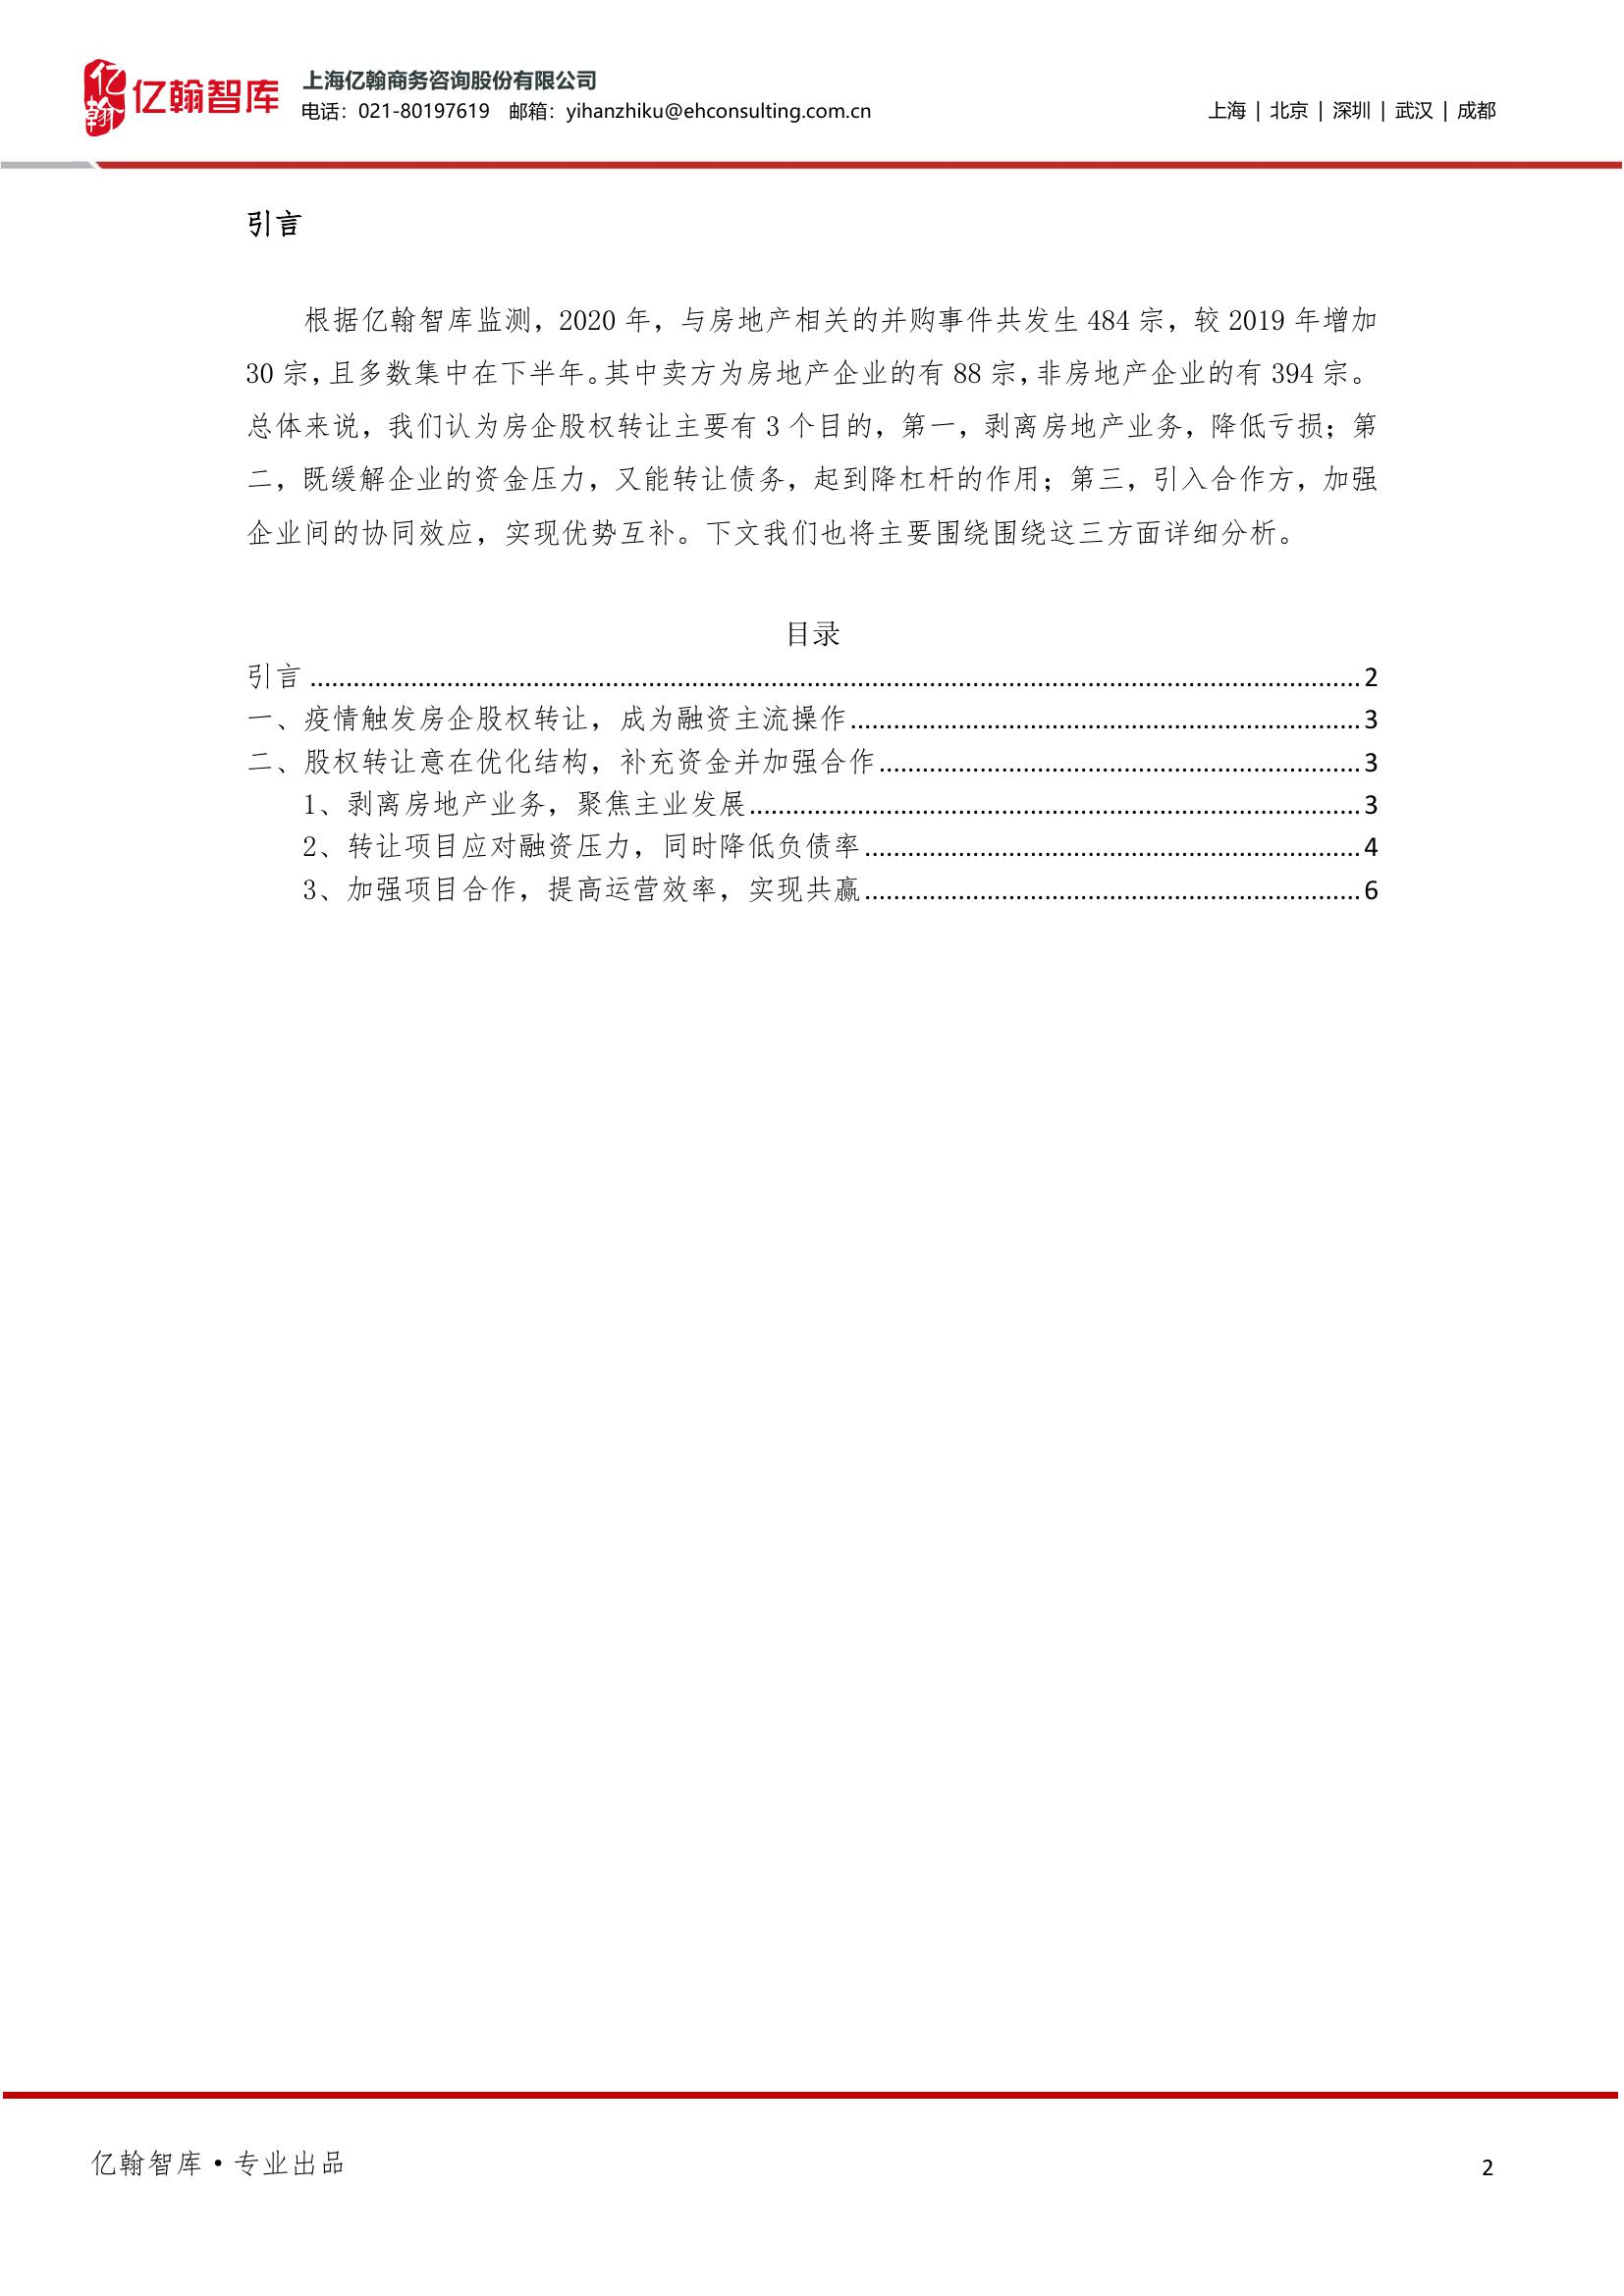 亿翰
亿翰智库
上海亿翰商务咨询股份有限公司
电话：021-80197619 邮箱：yihanzhiku@ehconsulting.com.cn
上海 | 北京 | 深圳 | 武汉 | 成都
引言
根据亿翰智库监测，2020 年，与房地产相关的并购事件共发生 484 宗，较 2019 年增加
30 宗，且多数集中在下半年。其中卖方为房地产企业的有 88 宗，非房地产企业的有 394 宗。
总体来说，我们认为房企股权转让主要有 3 个目的，第一，剥离房地产业务，降低亏损；第
二，既缓解企业的资金压力，又能转让债务，起到降杠杆的作用；第三，引入合作方，加强
企业间的协同效应，实现优势互补。下文我们也将主要围绕围绕这三方面详细分析。
目录
引言 ........................................................ 2
一、疫情触发房企股权转让，成为融资主流操作 ........................................................ 3
二、股权转让意在优化结构，补充资金并加强合作 ........................................................ 3
1、剥离房地产业务，聚焦主业发展 ........................................................ 3
2、转让项目应对融资压力，同时降低负债率 ........................................................ 4
3、加强项目合作，提高运营效率，实现共赢 ........................................................ 6
亿翰智库·专业出品
2